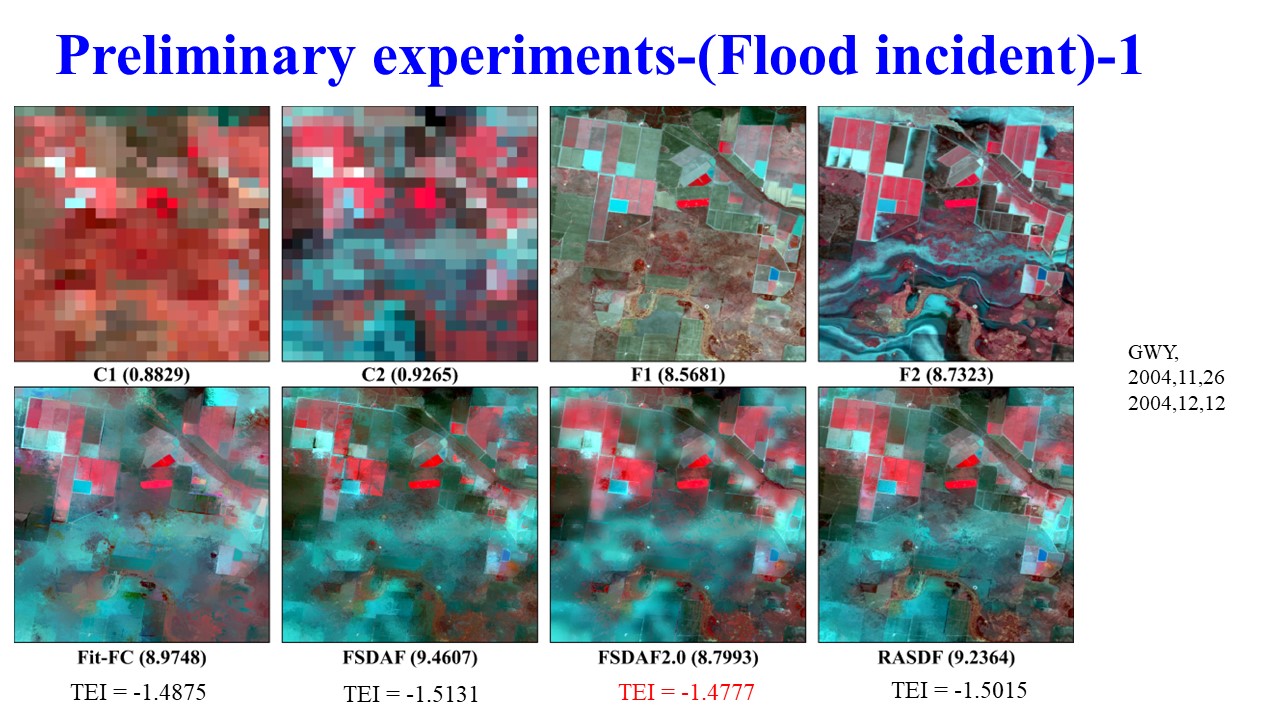 Preliminary experiments-(Flood incident)-1
C1 (0.8829)
C2 (0.9265)
F1 (8.5681)
F2 (8.7323)
GWY,
2004,11,26
2004,12,12
Fit-FC (8.9748)
FSDAF (9.4607)
FSDAF2.0 (8.7993)
RASDF (9.2364)
TEI = -1.4875
TEI = -1.5131
TEI = -1.4777
TEI = -1.5015